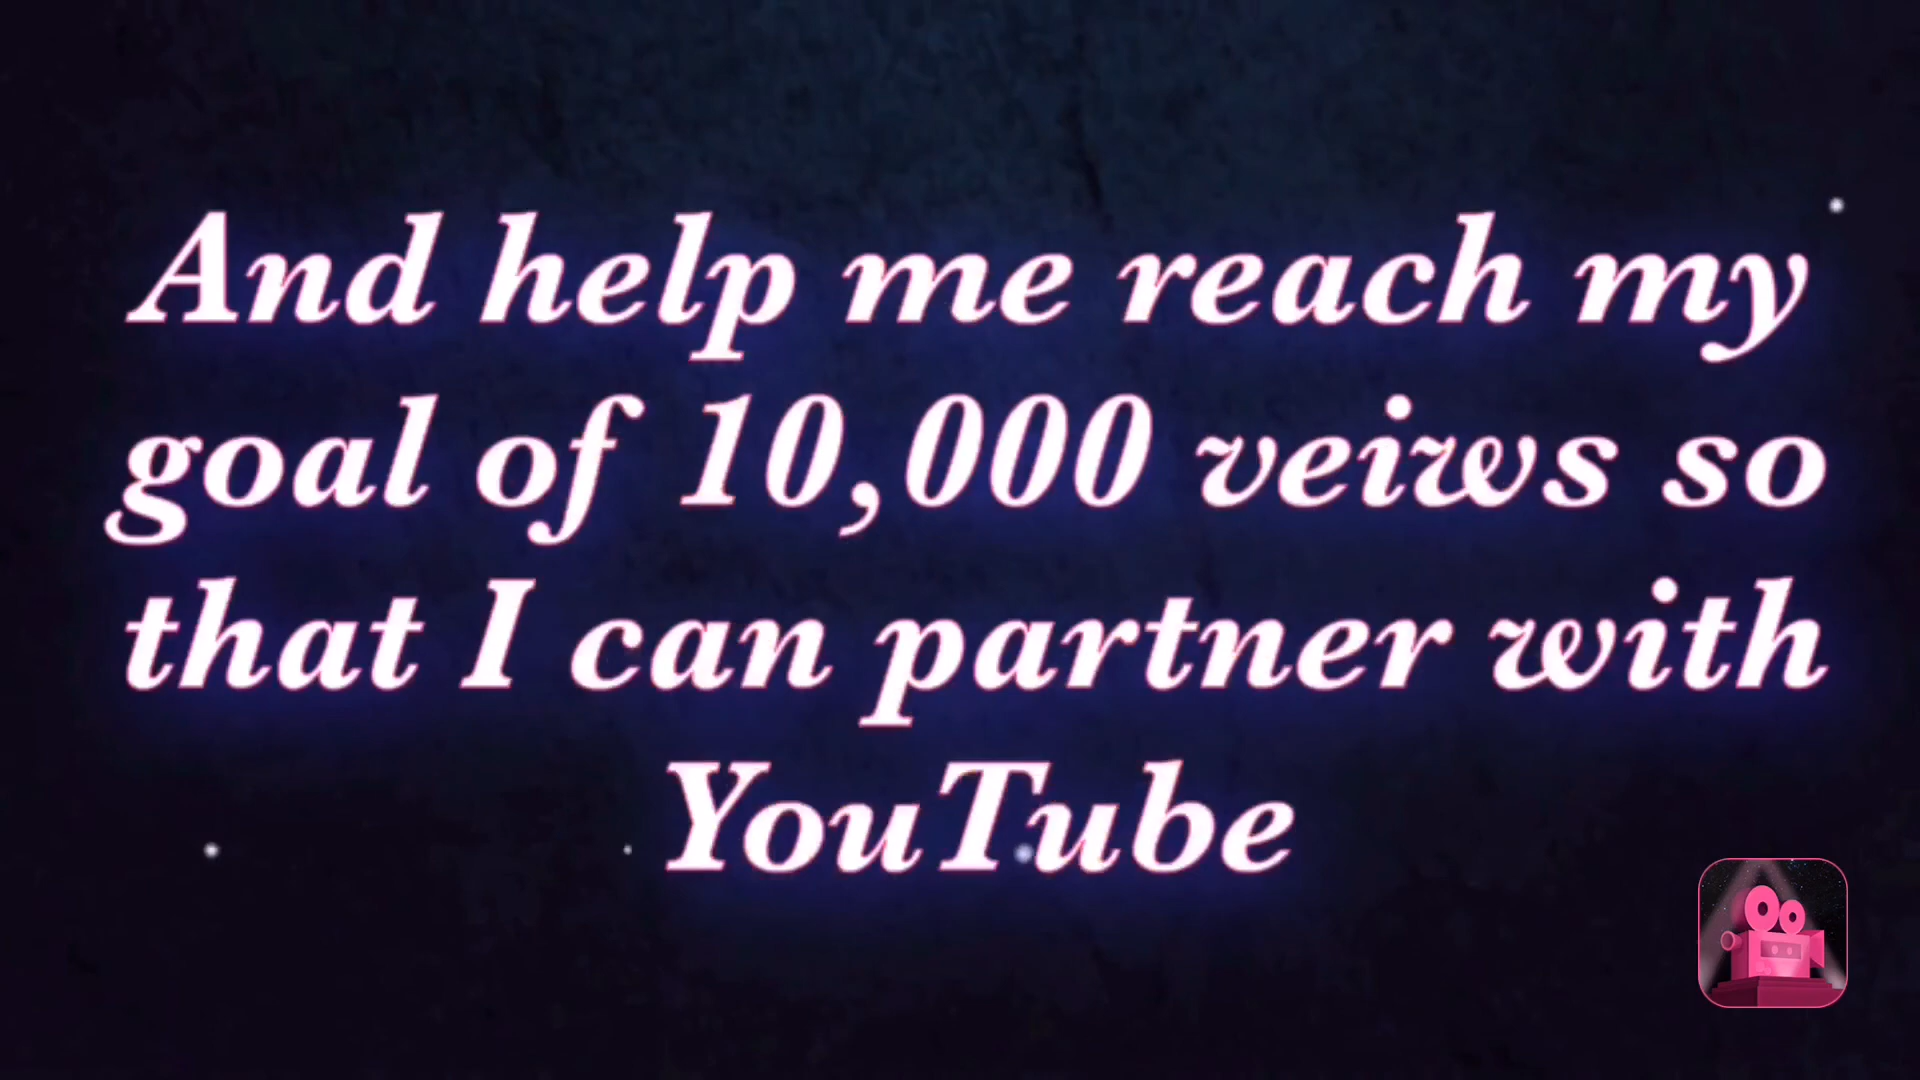 And help me reach my
goal of 10,000 veiws so
that I can partner with
YouTube